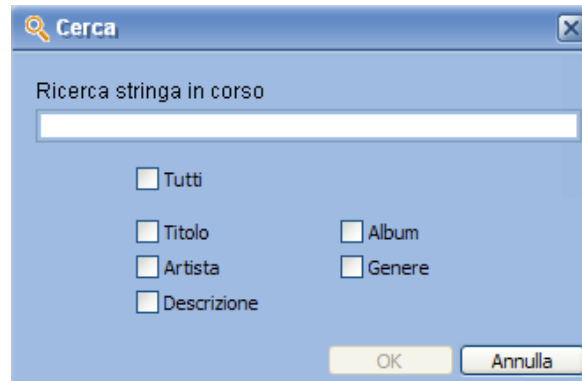 Cerca
Ricerca stringa in corso
Tutti
Titolo Album
Artista Genere
Descrizione
OK Annulla